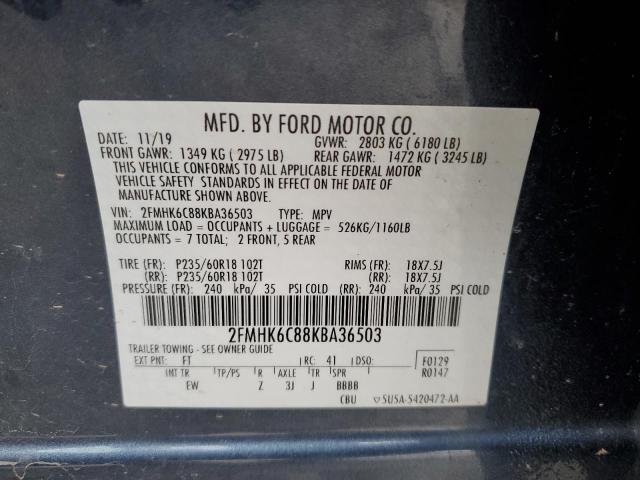 MFD. BY FORD MOTOR CO.
DATE: 11/19 GVWR: 2803 KG ( 6180 LB)
FRONT GAWR: 1349 KG ( 2975 LB) REAR GAWR: 1472 KG ( 3245 LB)
THIS VEHICLE CONFORMS TO ALL APPLICABLE FEDERAL MOTOR
VEHICLE SAFETY STANDARDS IN EFFECT ON THE DATE OF
MANUFACTURE SHOWN ABOVE.
VIN: 2FMHK6C88KBA36503 TYPE: MPV
MAXIMUM LOAD = OCCUPANTS + LUGGAGE = 526KG/1160LB
OCCUPANTS = 7 TOTAL; 2 FRONT, 5 REAR
TIRE (FR): P235/60R18 102T RIMS (FR): 18X7.5J
(RR): P235/60R18 102T (RR): 18X7.5J
PRESSURE (FR): 240 kPa/ 35 PSI COLD (RR): 240 kPa/ 35 PSI COLD
2FMHK6C88KBA36503
TRAILER TOWING - SEE OWNER GUIDE
EXT PNT: FT RC: 41 DSO: F0129
INT TR TP/PS R AXLE TR SPR R0147
EW Z 3J J BBBB
CBU 5U5A-5420472-AA